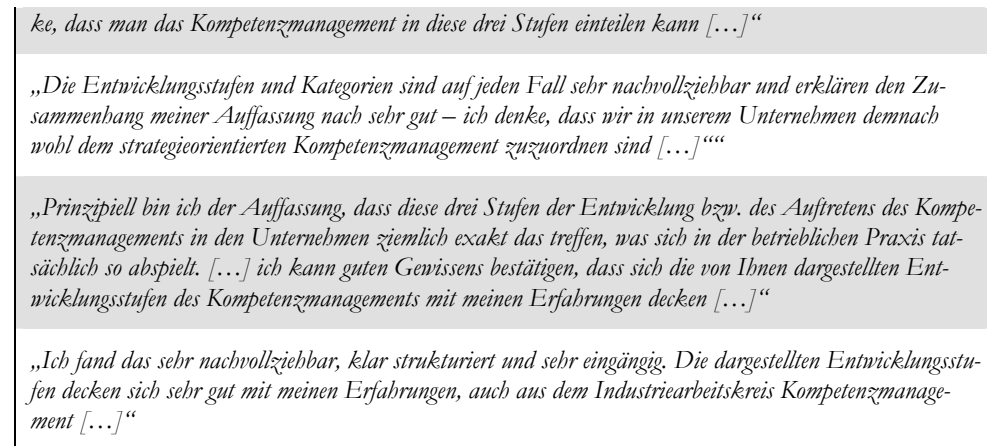 ke, dass man das Kompetenzmanagement in diese drei Stufen einteilen kann […]“
„Die Entwicklungsstufen und Kategorien sind auf jeden Fall sehr nachvollziehbar und erklären den Zu-
sammenhang meiner Auffassung nach sehr gut – ich denke, dass wir in unserem Unternehmen demnach
wohl dem strategieorientierten Kompetenzmanagement zuzuordnen sind […]““
„Prinzipiell bin ich der Auffassung, dass diese drei Stufen der Entwicklung bzw. des Auftretens des Kompe-
tenzmanagements in den Unternehmen ziemlich exakt das treffen, was sich in der betrieblichen Praxis tat-
sächlich so abspielt. […] ich kann guten Gewissens bestätigen, dass sich die von Ihnen dargestellten Ent-
wicklungsstufen des Kompetenzmanagements mit meinen Erfahrungen decken […]“
„Ich fand das sehr nachvollziehbar, klar strukturiert und sehr eingängig. Die dargestellten Entwicklungsstu-
fen decken sich sehr gut mit meinen Erfahrungen, auch aus dem Industriearbeitskreis Kompetenzmanage-
ment […]“